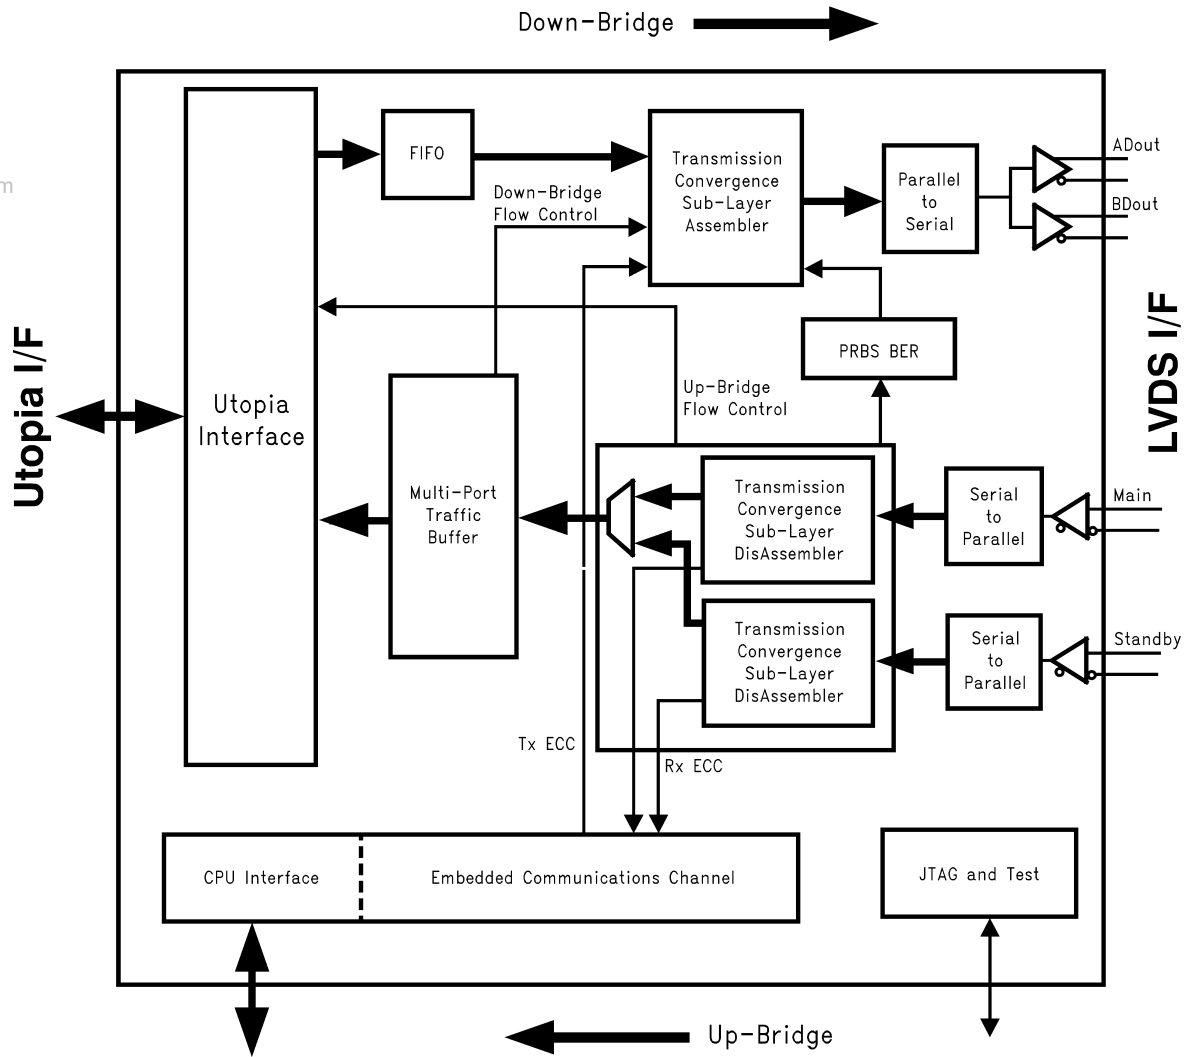 Down-Bridge
m
FIFO
Transmission
Convergence
Sub-Layer
Assembler
Parallel
to
Serial
ADout
BDout
Down-Bridge
Flow Control
PRBS BER
Utopia I/F
LVDS I/F
Utopia
Interface
Up-Bridge
Flow Control
Multi-Port
Traffic
Buffer
Transmission
Convergence
Sub-Layer
DisAssembler
Serial
to
Parallel
Main
Transmission
Convergence
Sub-Layer
DisAssembler
Serial
to
Parallel
Standby
Tx ECC
Rx ECC
CPU Interface
Embedded Communications Channel
JTAG and Test
Up-Bridge